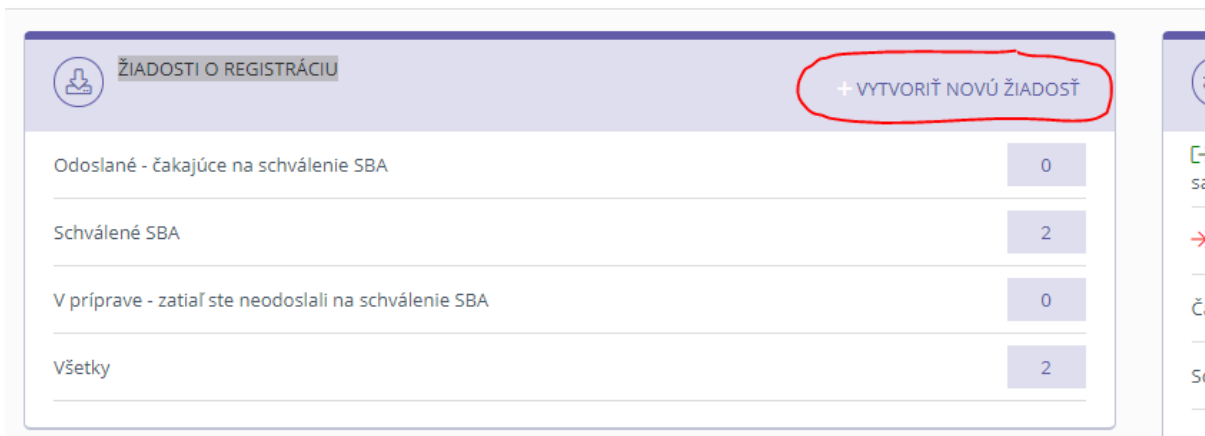 ŽIADOSTI O REGISTRÁCIU
+ VYTVORIŤ NOVÚ ŽIADOSŤ
Odoslané - čakajúce na schválenie SBA
0
Schválené SBA
2
V príprave - zatiaľ ste neodoslali na schválenie SBA
0
Všetky
2